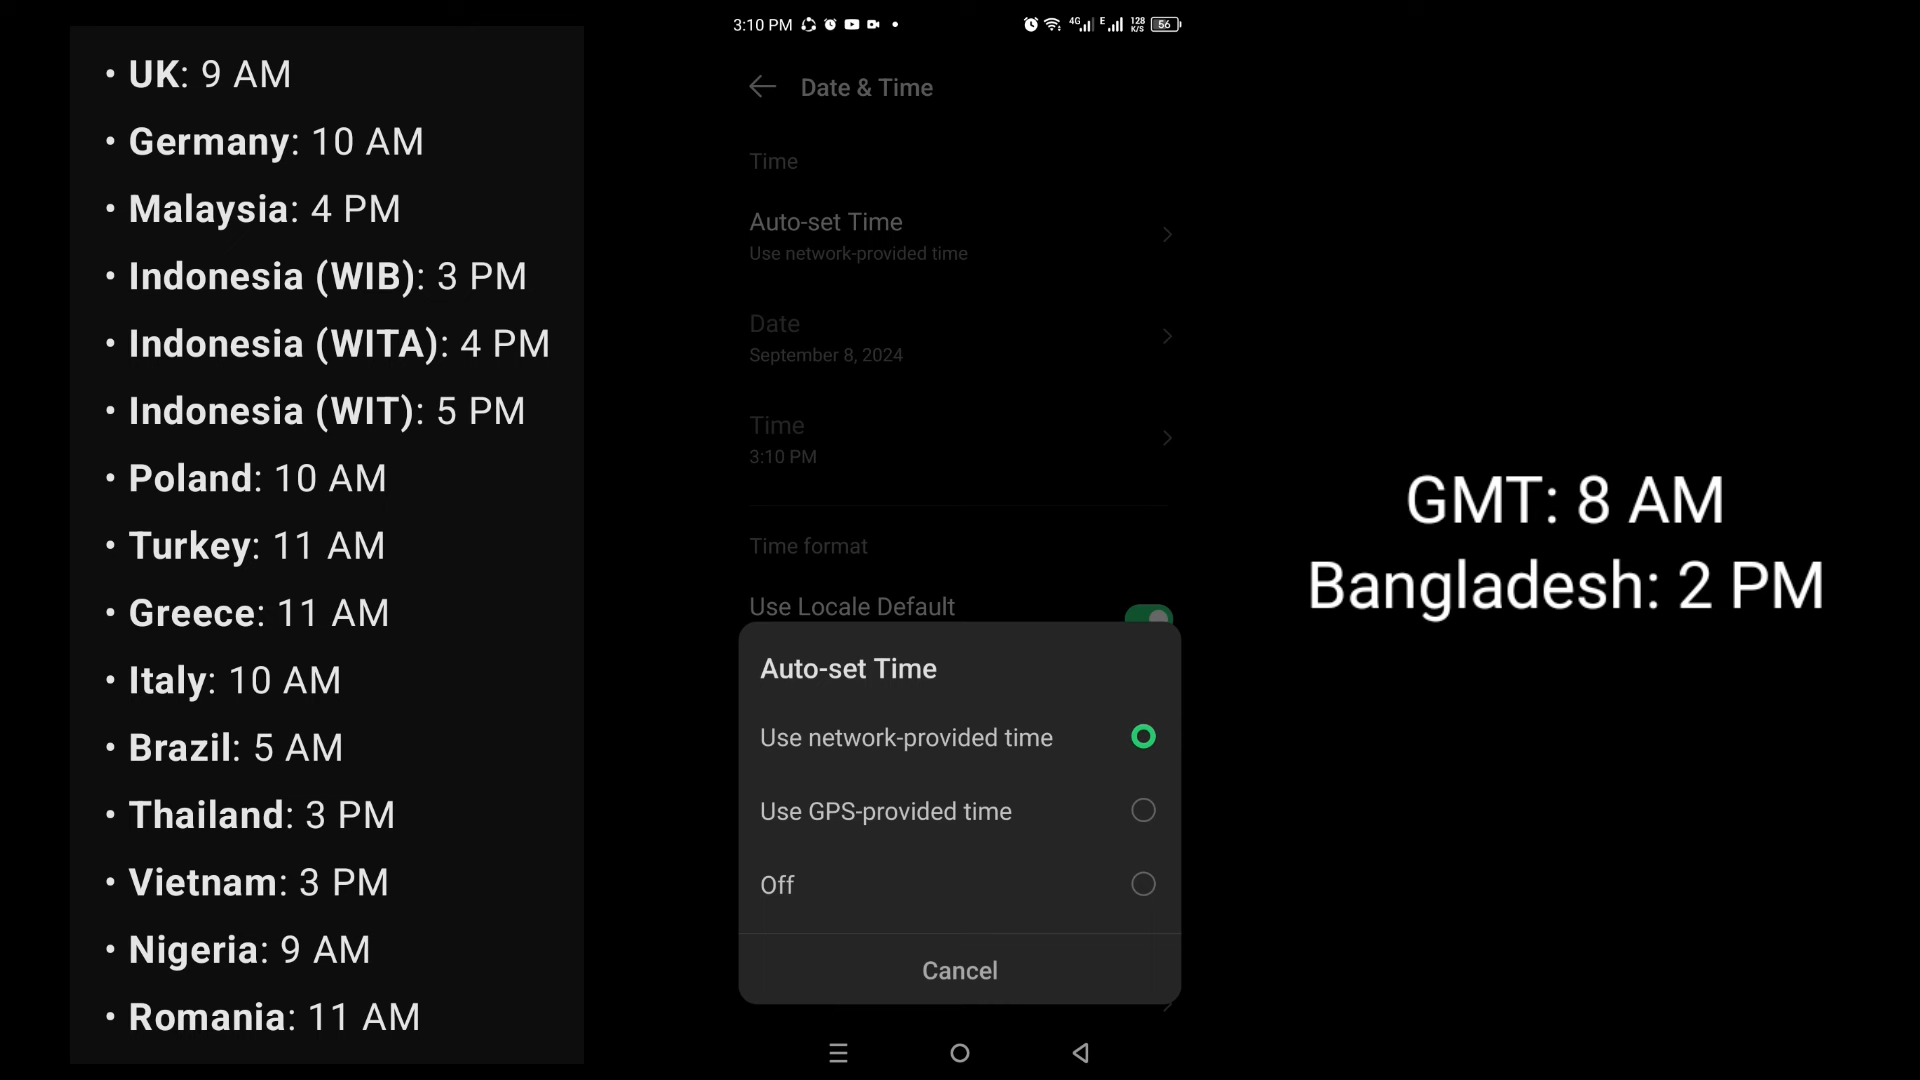 • UK: 9 AM
• Germany: 10 AM
• Malaysia: 4 PM
• Indonesia (WIB): 3 PM
• Indonesia (WITA): 4 PM
• Indonesia (WIT): 5 PM
• Poland: 10 AM
• Turkey: 11 AM
• Greece: 11 AM
• Italy: 10 AM
• Brazil: 5 AM
• Thailand: 3 PM
• Vietnam: 3 PM
• Nigeria: 9 AM
• Romania: 11 AM
3:10 PM 4G E 128 K/S 56
Date & Time
Time
Auto-set Time
Use network-provided time
Date
September 8, 2024
Time
3:10 PM
Time format
Use Locale Default
Auto-set Time
Use network-provided time
Use GPS-provided time
Off
Cancel
GMT: 8 AM
Bangladesh: 2 PM